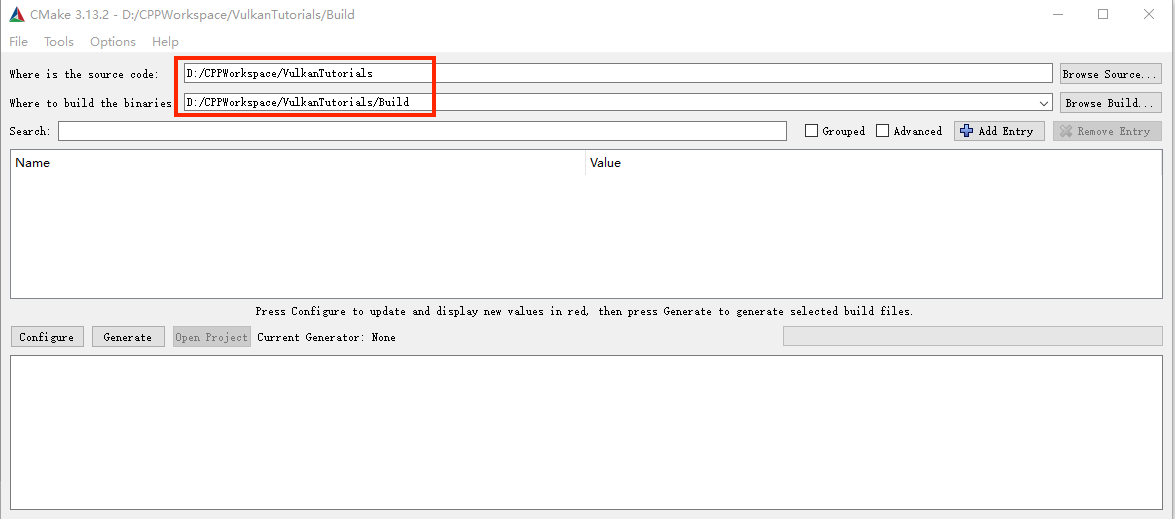 CMake 3.13.2 - D:/CPPWorkspace/VulkanTutorials/Build
File Tools Options Help
Where is the source code: D:/CPPWorkspace/VulkanTutorials Browse Source...
Where to build the binaries D:/CPPWorkspace/VulkanTutorials/Build Browse Build...
Search: Grouped Advanced Add Entry Remove Entry
Name Value
Press Configure to update and display new values in red, then press Generate to generate selected build files.
Configure Generate Open Project Current Generator: None